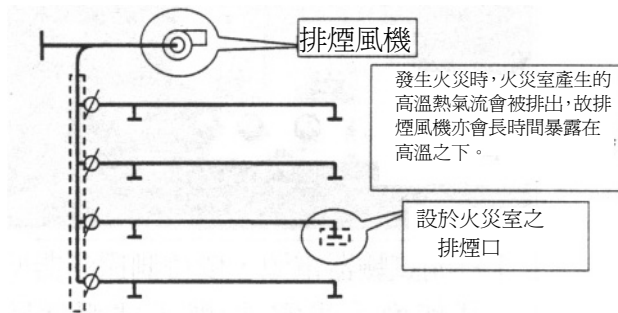 排煙風機
發生火災時，火災室產生的
高溫熱氣流會被排出，故排
煙風機亦會長時間暴露在
高溫之下。
設於火災室之
排煙口